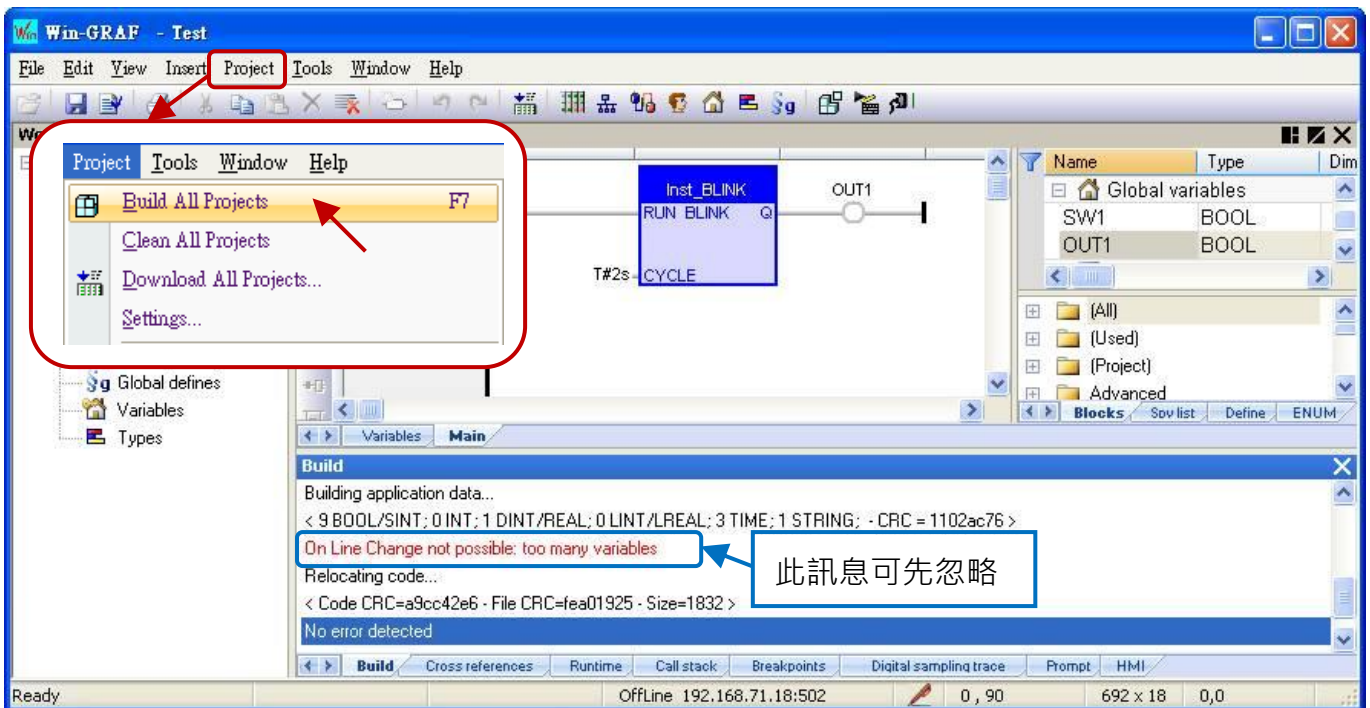 Win-GRAF - Test
File Edit View Insert Project Tools Window Help
Project Tools Window Help
Build All Projects F7
Clean All Projects
Download All Projects...
Settings...
Global defines
Variables
Types
Inst_BLINK
RUN BLINK Q
OUT1
T#2s
CYCLE
Variables Main
Name Type Dim
Global variables
SW1 BOOL
OUT1 BOOL
(All)
(Used)
(Project)
Advanced
Blocks Spy list Define ENUM
Build
Building application data...
< 9 BOOL/SINT; 0 INT; 1 DINT/REAL; 0 LINT/LREAL; 3 TIME; 1 STRING; - CRC = 1102ac76 >
On Line Change not possible: too many variables
此訊息可先忽略
Relocating code...
< Code CRC=a9cc42e6 - File CRC=fea01925 - Size=1832 >
No error detected
Build Cross references Runtime Call stack Breakpoints Digital sampling trace Prompt HMI
Ready OffLine 192.168.71.18:502 0 , 90 692 x 18 0,0